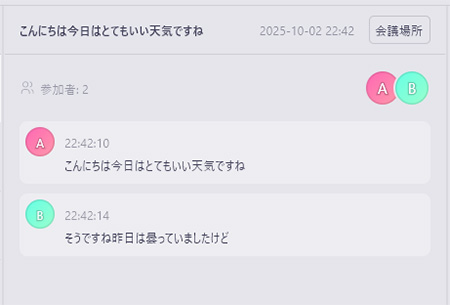 こんにちは今日はとてもいい天気ですね 2025-10-02 22:42 会議場所
参加者: 2 A B
A 22:42:10
こんにちは今日はとてもいい天気ですね
B 22:42:14
そうですね昨日は曇っていましたけど